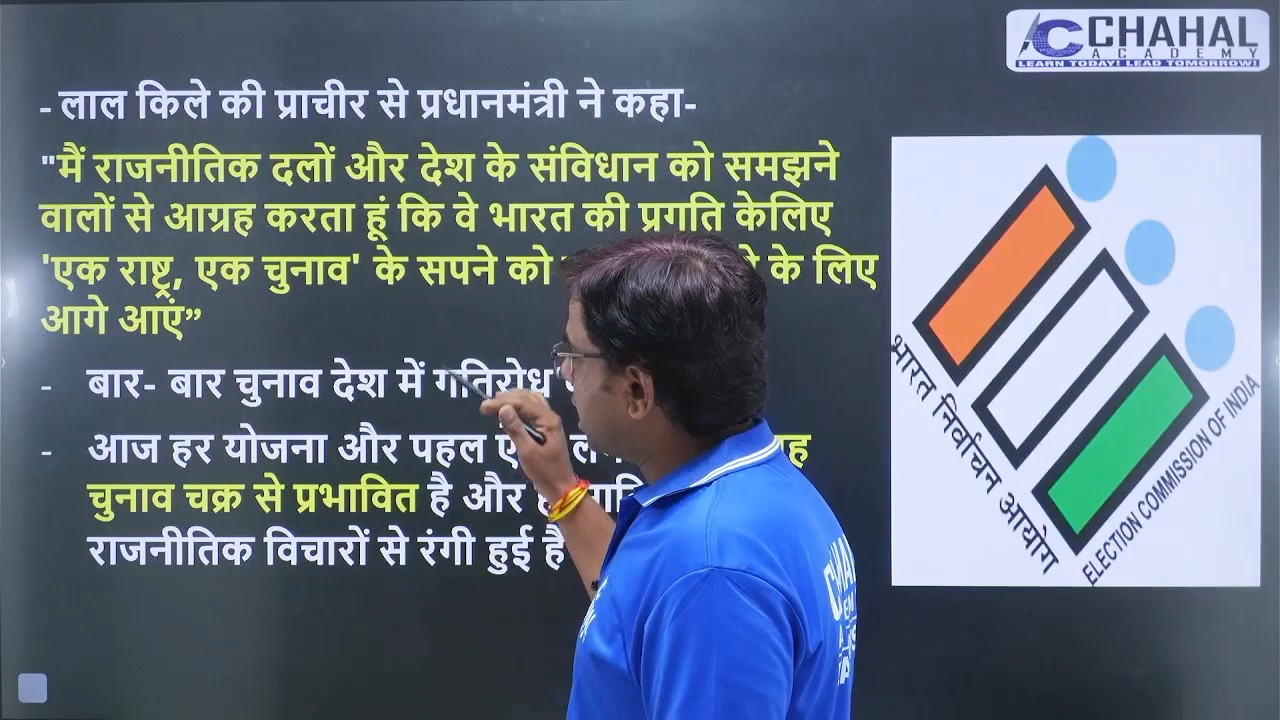 CHAHAL
ACADEMY
LEARN TODAY! LEAD TOMORROW!
- लाल किले की प्राचीर से प्रधानमंत्री ने कहा-
"मैं राजनीतिक दलों और देश के संविधान को समझने
वालों से आग्रह करता हूं कि वे भारत की प्रगति केलिए
'एक राष्ट्र, एक चुनाव' के सपने को के लिए
आगे आएं”
- बार- बार चुनाव देश में गतिरोध
- आज हर योजना और पहल
चुनाव चक्र से प्रभावित है और
राजनीतिक विचारों से रंगी हुई है
भारत निर्वाचन आयोग
ELECTION COMMISSION OF INDIA